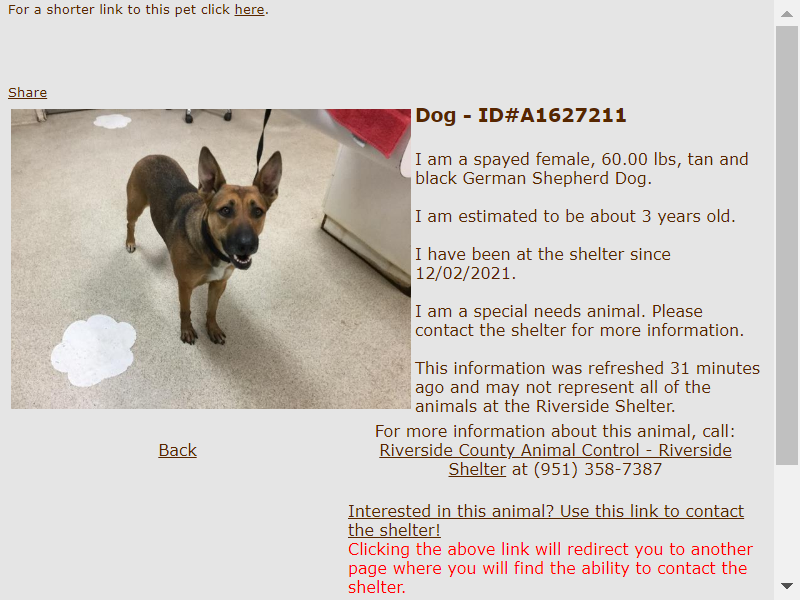 For a shorter link to this pet click here.
Share
Dog - ID#A1627211
I am a spayed female, 60.00 lbs, tan and
black German Shepherd Dog.
I am estimated to be about 3 years old.
I have been at the shelter since
12/02/2021.
I am a special needs animal. Please
contact the shelter for more information.
This information was refreshed 31 minutes
ago and may not represent all of the
animals at the Riverside Shelter.
Back
For more information about this animal, call:
Riverside County Animal Control - Riverside
Shelter at (951) 358-7387
Interested in this animal? Use this link to contact
the shelter!
Clicking the above link will redirect you to another
page where you will find the ability to contact the
shelter.